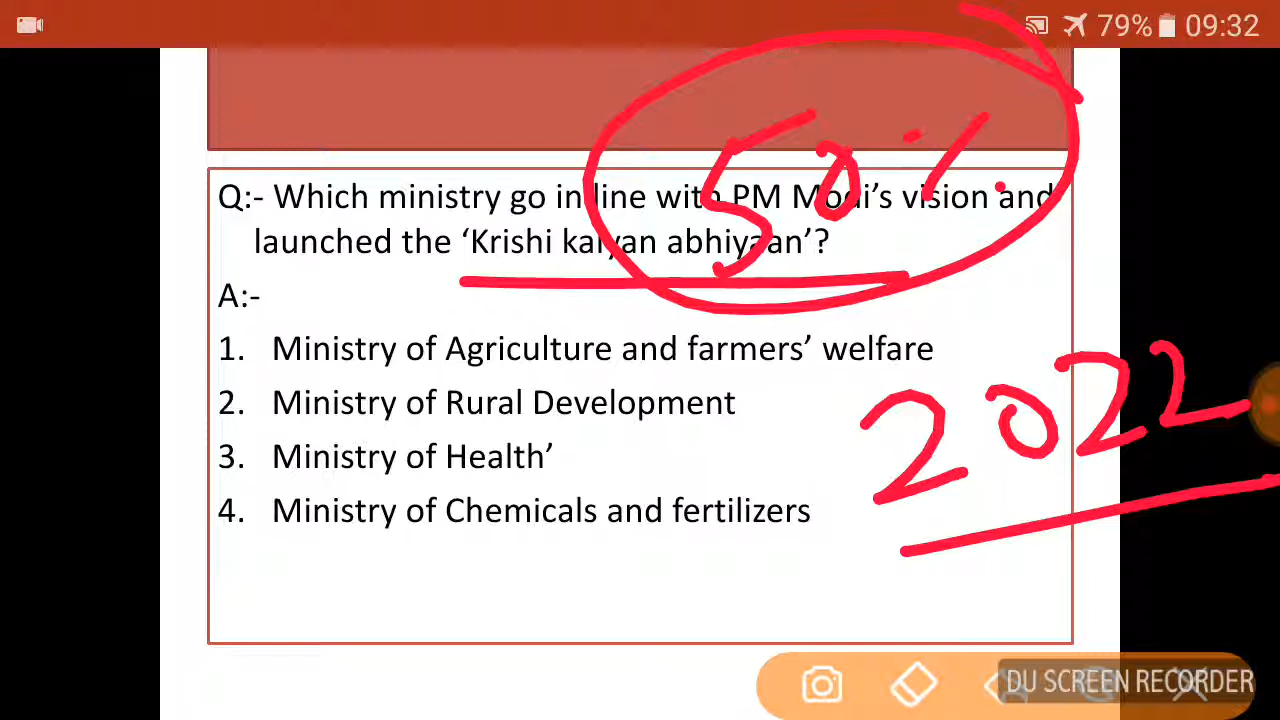 79% 09:32
50%.
Q:- Which ministry go in line with PM Modi’s vision and
launched the ‘Krishi kalyan abhiyaan’?
A:-
1. Ministry of Agriculture and farmers’ welfare
2. Ministry of Rural Development
2022
3. Ministry of Health’
4. Ministry of Chemicals and fertilizers
DU SCREEN RECORDER